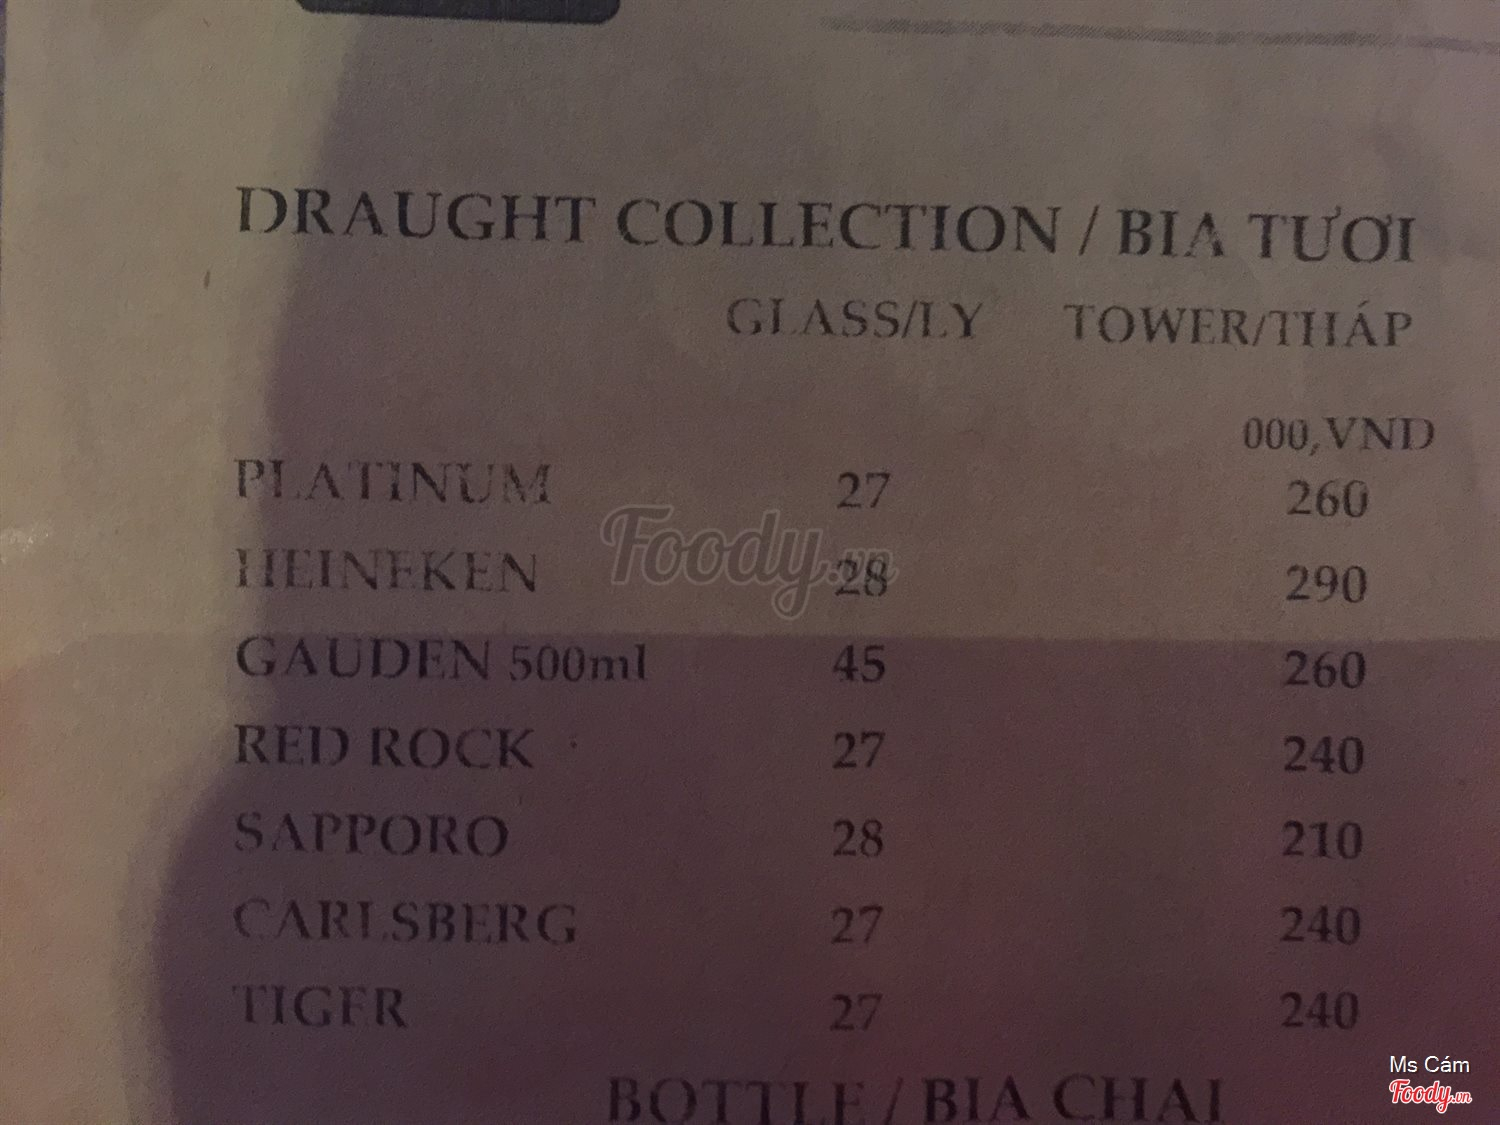 DRAUGHT COLLECTION / BIA TƯƠI
GLASS/LY TOWER/THÁP
000,VND
PLATINUM 27 260
HEINEKEN 28 290
GAUDEN 500ml 45 260
RED ROCK 27 240
SAPPORO 28 210
CARLSBERG 27 240
TIGER 27 240
BOTTLE / BIA CHAI
Foody.vn
Ms Cám
Foody.vn